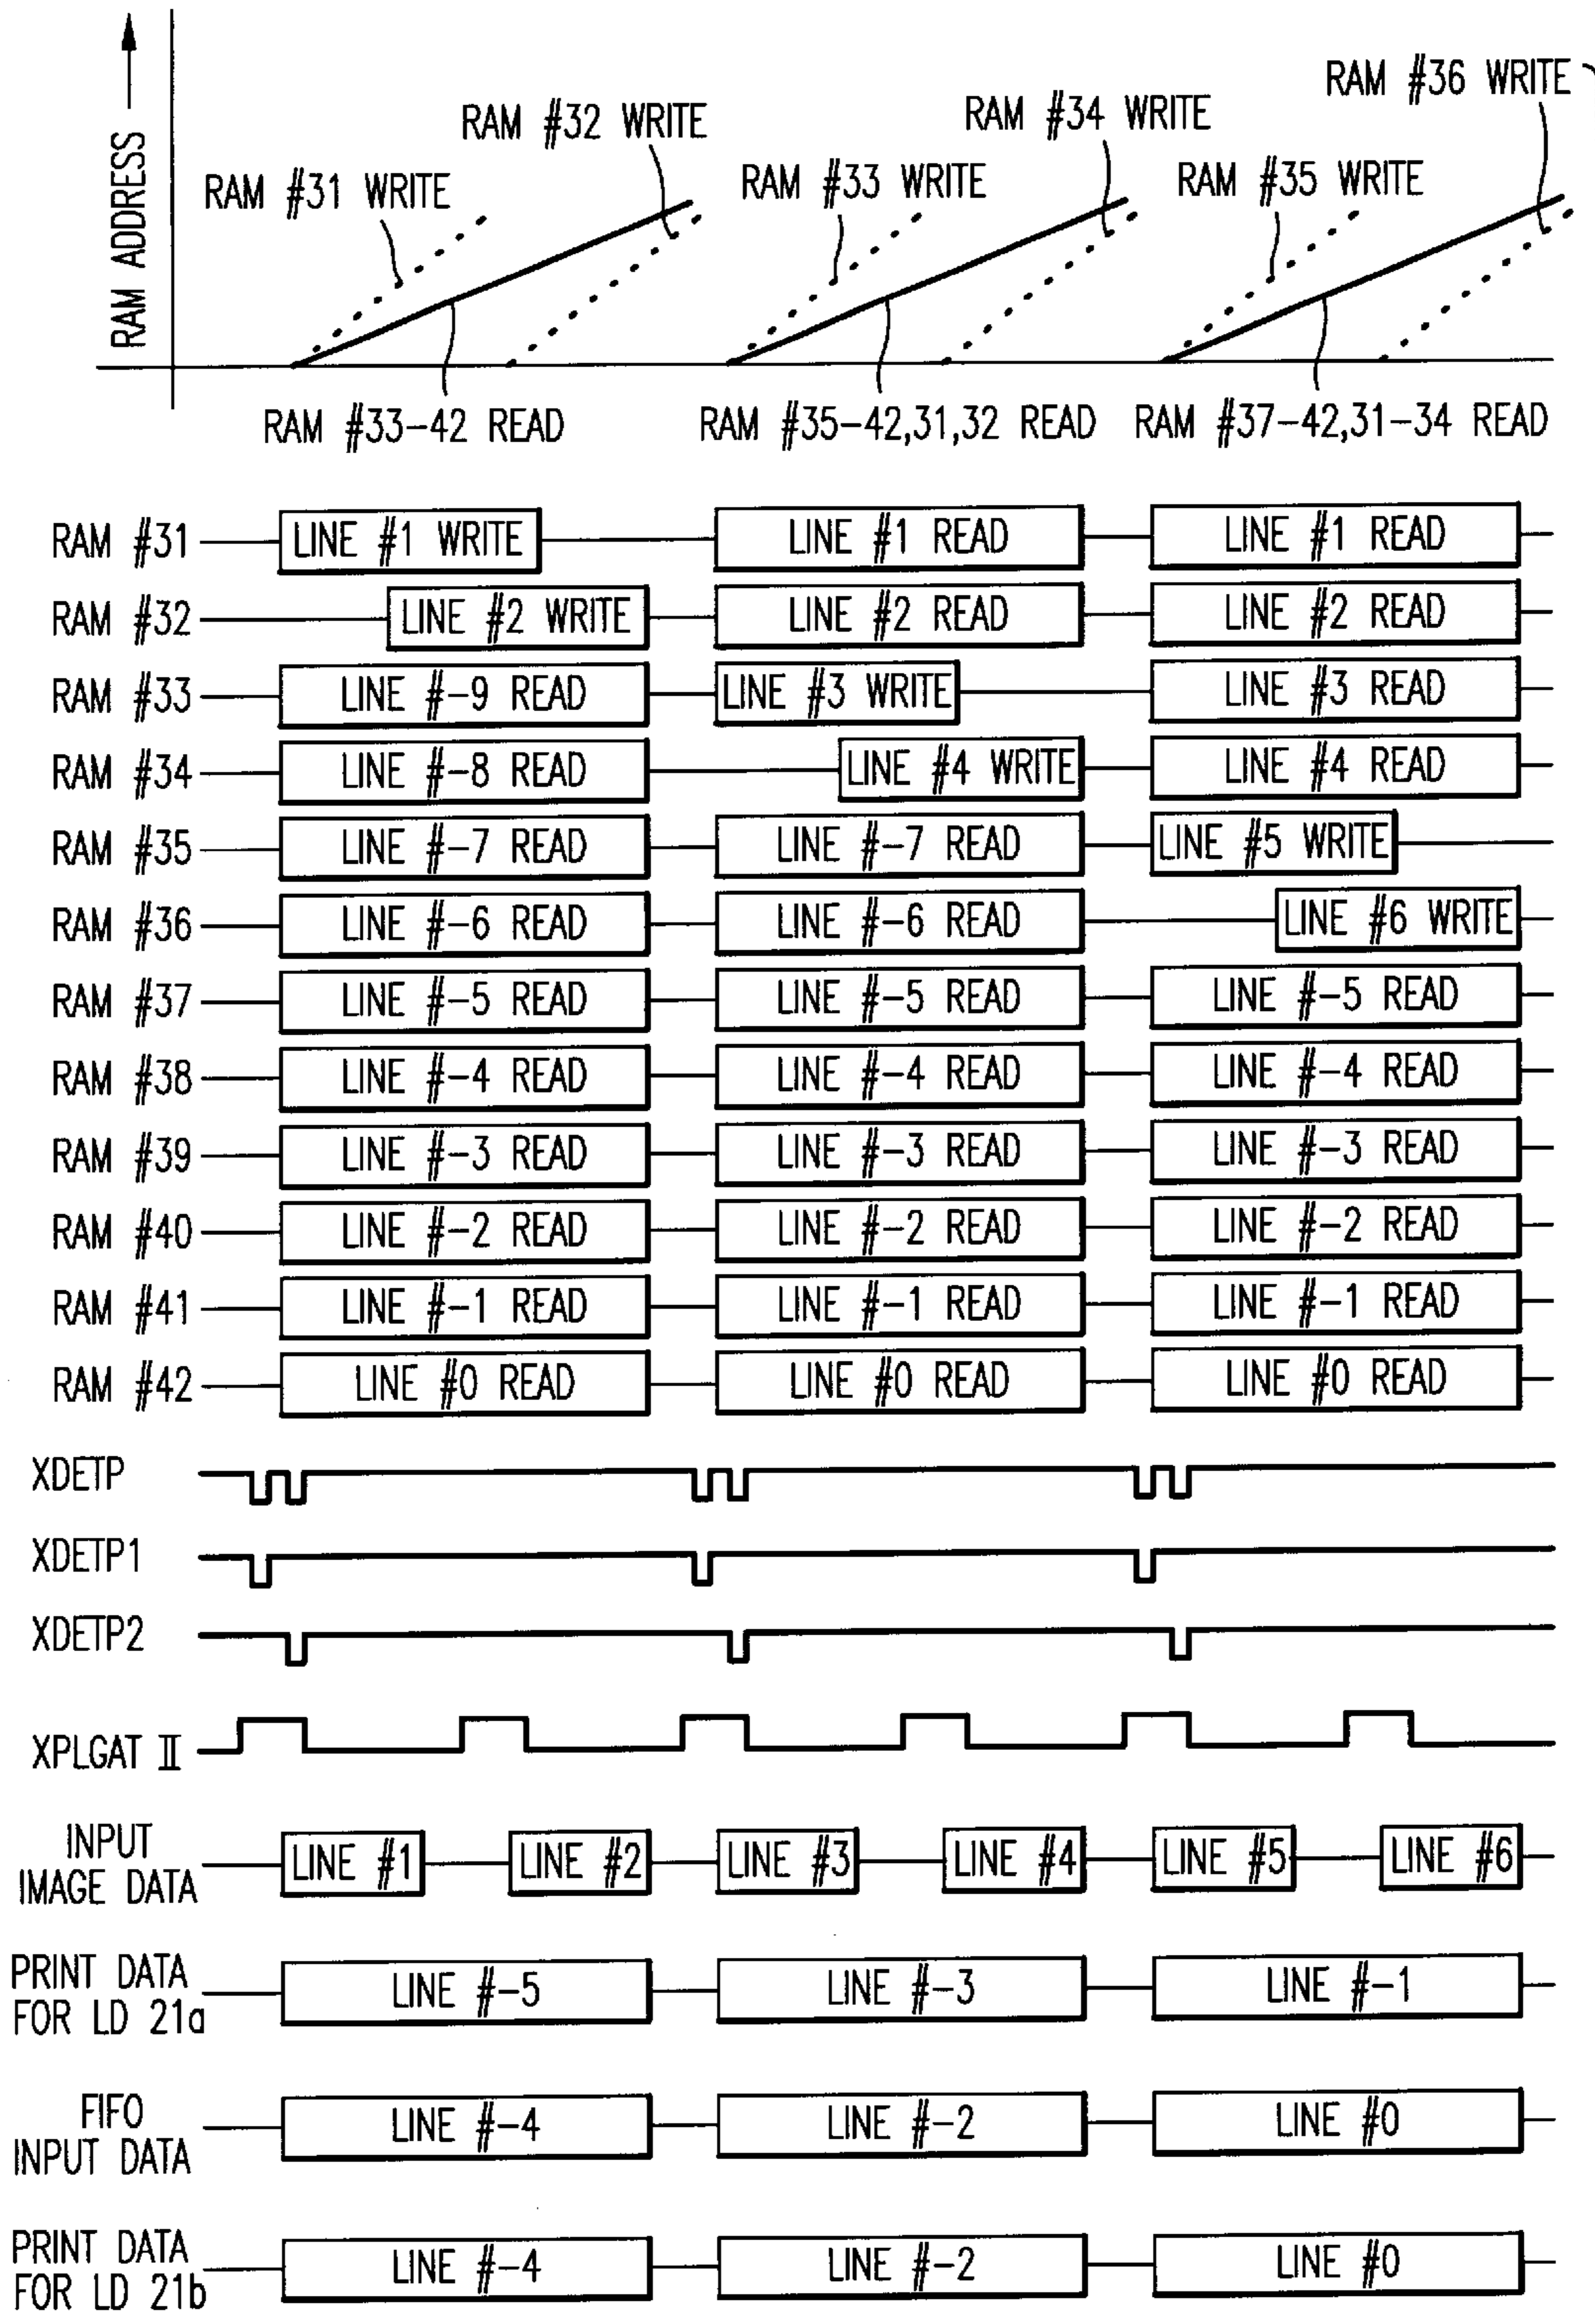 RAM ADDRESS
RAM #31 WRITE
RAM #32 WRITE
RAM #33 WRITE
RAM #34 WRITE
RAM #35 WRITE
RAM #36 WRITE
RAM #33-42 READ
RAM #35-42,31,32 READ
RAM #37-42,31-34 READ
RAM #31 LINE #1 WRITE LINE #1 READ LINE #1 READ
RAM #32 LINE #2 WRITE LINE #2 READ LINE #2 READ
RAM #33 LINE #-9 READ LINE #3 WRITE LINE #3 READ
RAM #34 LINE #-8 READ LINE #4 WRITE LINE #4 READ
RAM #35 LINE #-7 READ LINE #-7 READ LINE #5 WRITE
RAM #36 LINE #-6 READ LINE #-6 READ LINE #6 WRITE
RAM #37 LINE #-5 READ LINE #-5 READ LINE #-5 READ
RAM #38 LINE #-4 READ LINE #-4 READ LINE #-4 READ
RAM #39 LINE #-3 READ LINE #-3 READ LINE #-3 READ
RAM #40 LINE #-2 READ LINE #-2 READ LINE #-2 READ
RAM #41 LINE #-1 READ LINE #-1 READ LINE #-1 READ
RAM #42 LINE #0 READ LINE #0 READ LINE #0 READ
XDETP
XDETP1
XDETP2
XPLGAT II
INPUT
IMAGE DATA
LINE #1 LINE #2 LINE #3 LINE #4 LINE #5 LINE #6
PRINT DATA
FOR LD 21a
LINE #-5 LINE #-3 LINE #-1
FIFO
INPUT DATA
LINE #-4 LINE #-2 LINE #0
PRINT DATA
FOR LD 21b
LINE #-4 LINE #-2 LINE #0